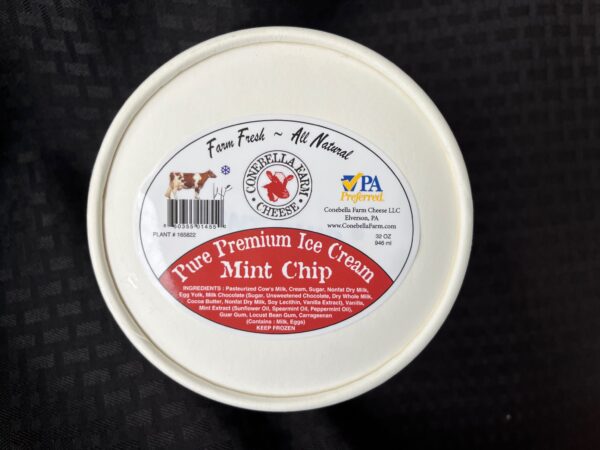 Farm Fresh ~ All Natural
CONEBELLA FARM
CHEESE
PA
Preferred.
Conebella Farm Cheese LLC
Elverson, PA
www.ConebellaFarm.com
PLANT # 165822
32 OZ
946 ml
Pure Premium Ice Cream
Mint Chip
INGREDIENTS : Pasteurized Cow's Milk, Cream, Sugar, Nonfat Dry Milk,
Egg Yolk, Milk Chocolate (Sugar, Unsweetened Chocolate, Dry Whole Milk,
Cocoa Butter, Nonfat Dry Milk, Soy Lecithin, Vanilla Extract), Vanilla,
Mint Extract (Sunflower Oil, Spearmint Oil, Peppermint Oil),
Guar Gum, Locust Bean Gum, Carrageenan
(Contains : Milk, Eggs)
KEEP FROZEN